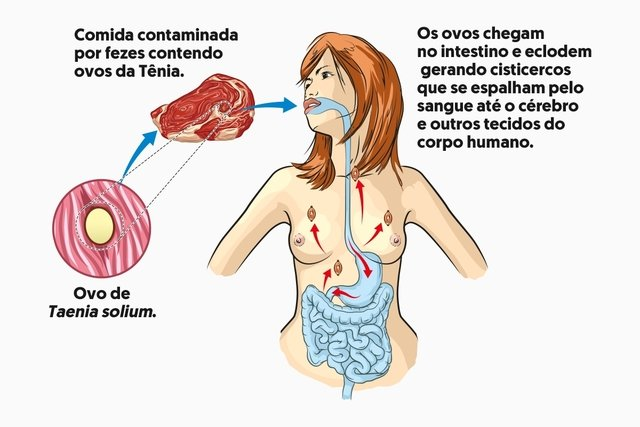 Comida contaminada
por fezes contendo
ovos da Tênia.
Os ovos chegam
no intestino e eclodem
gerando cisticercos
que se espalham pelo
sangue até o cérebro
e outros tecidos do
corpo humano.
Ovo de
Taenia solium.